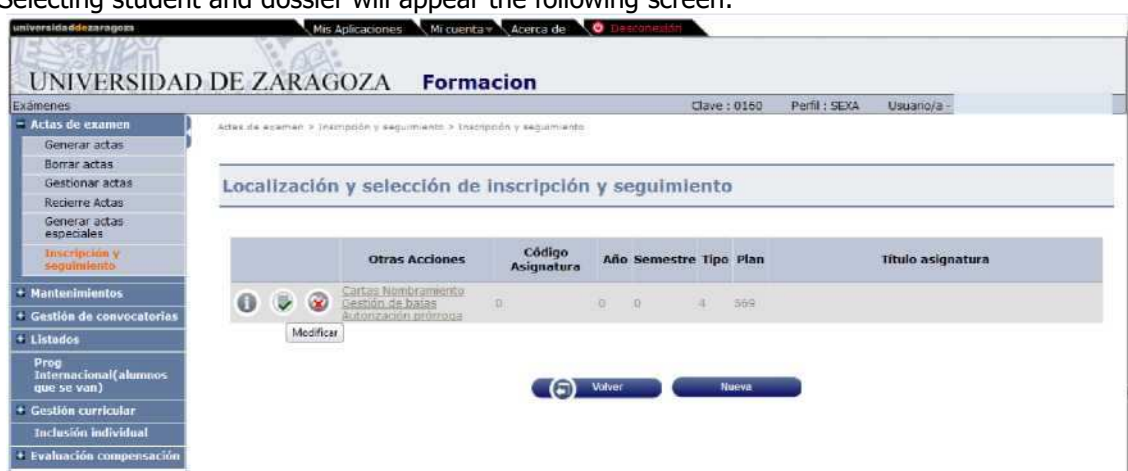 Selecting student and dossier will appear the following screen:
universidaddezaragoza
Mis Aplicaciones Mi cuenta Acerca de Desconexión
UNIVERSIDAD DE ZARAGOZA Formacion
Exámenes Clave : 0160 Perfil : SEXA Usuario/a -
Actas de examen
Actas de examen > Inscripción y seguimiento > Inscripción y seguimiento
Generar actas
Borrar actas
Gestionar actas
Recierre Actas
Generar actas
especiales
Inscripción y
seguimiento
Mantenimientos
Gestión de convocatorias
Listados
Prog
Internacional(alumnos
que se van)
Gestión curricular
Inclusión individual
Evaluación compensación
Localización y selección de inscripción y seguimiento
Otras Acciones Código Asignatura Año Semestre Tipo Plan Título asignatura
Cartas Nombramiento
Gestión de bajas 0 0 0 4 569
Autorización prórroga
Modificar
Volver Nueva